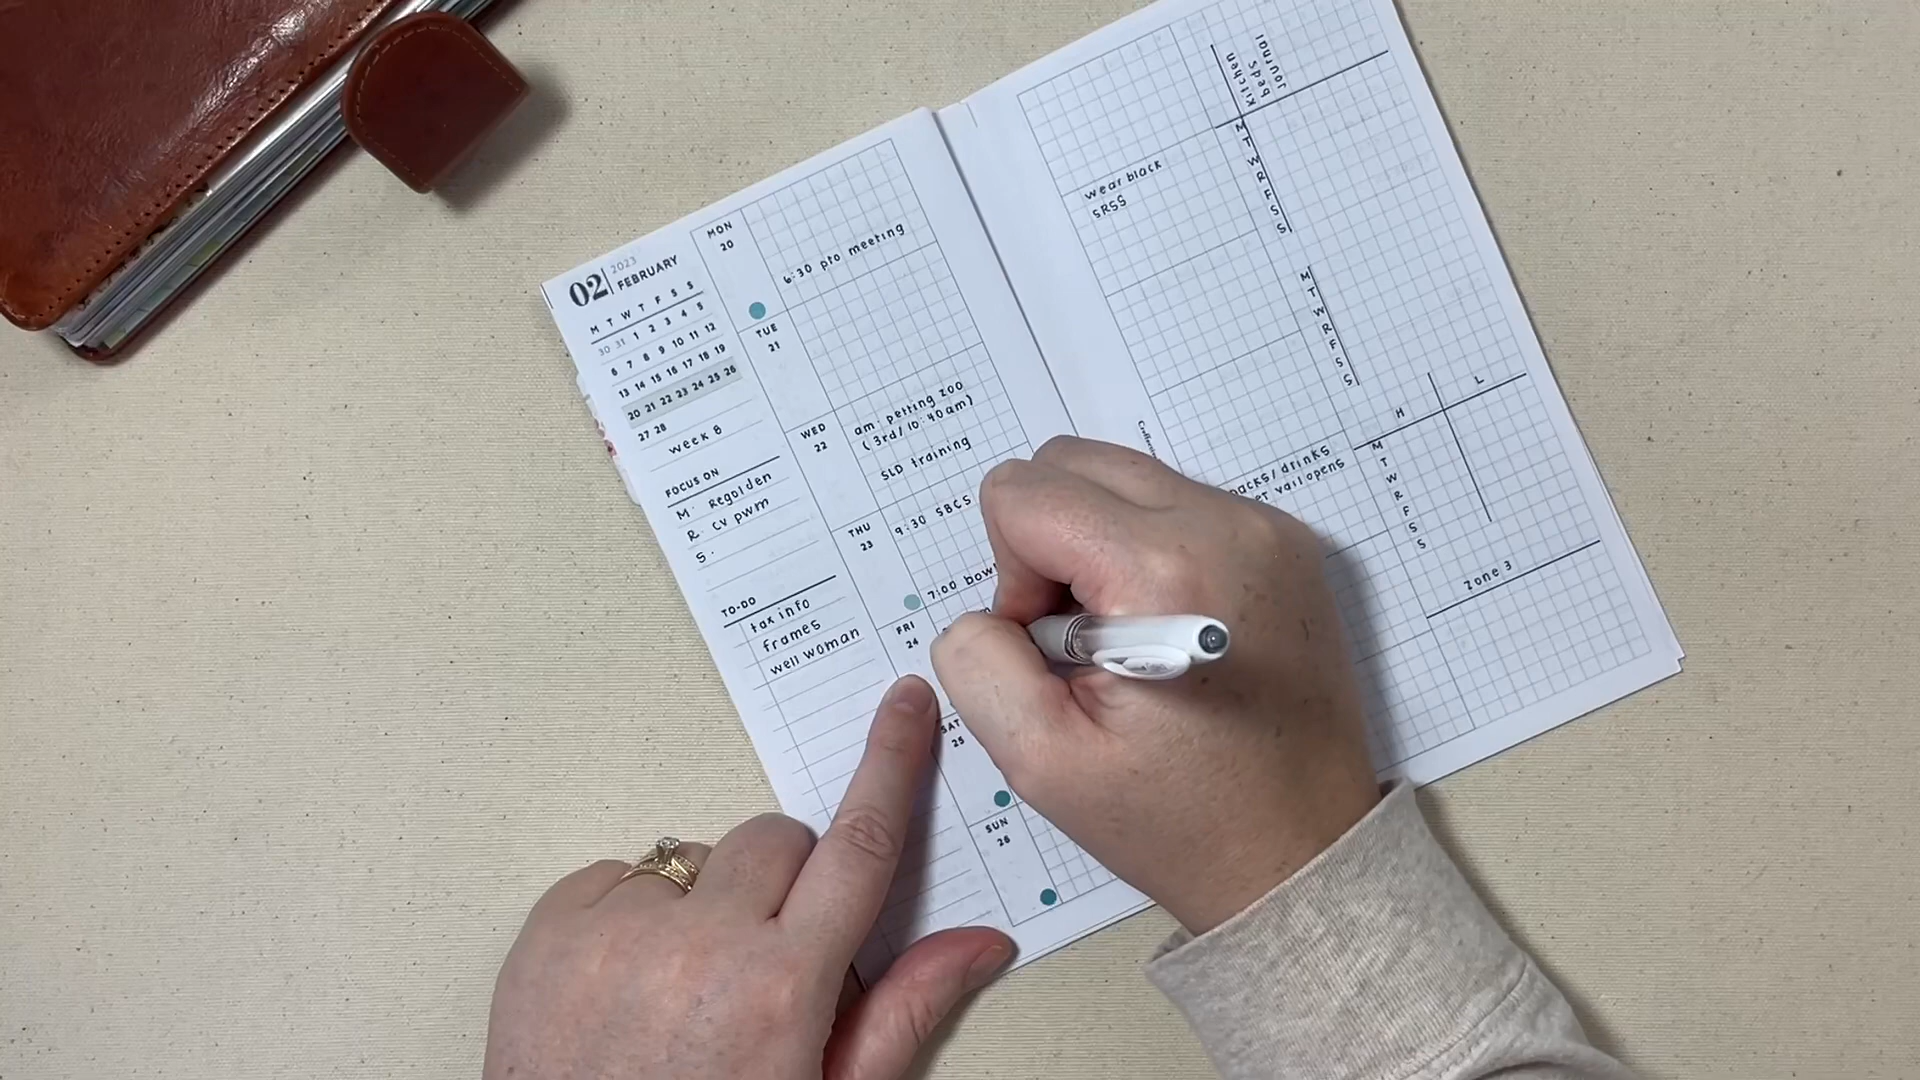 02
2023
FEBRUARY
M T W T F S S
30 31 1 2 3 4 5
6 7 8 9 10 11 12
13 14 15 16 17 18 19
20 21 22 23 24 25 26
27 28
week 8
FOCUS ON
M· Regolden
R· CV pwm
S·
TO-DO
tax info
frames
well woman
MON
20
6:30 pto meeting
TUE
21
WED
22
am: petting zoo
(3rd/10:40am)
SLD training
THU
23
9:30 SBCS
7:00
FRI
24
SAT
25
SUN
26
wear black
SRSS
/drinks
vail opens
kitchen
beds
journal
M
T
W
R
F
S
S
M
T
W
R
F
S
S
H L
M
T
W
R
F
S
S
zone 3